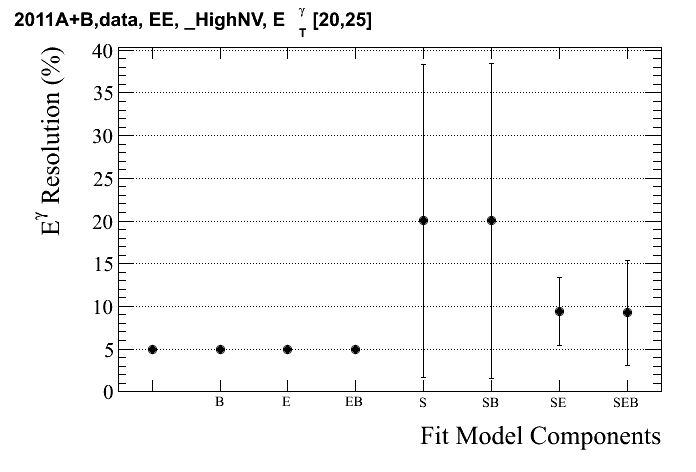 2011A+B,data, EE, _HighNV, E γ T [20,25]
E γ Resolution (%)
40
35
30
25
20
15
10
5
0
B E EB S SB SE SEB
Fit Model Components